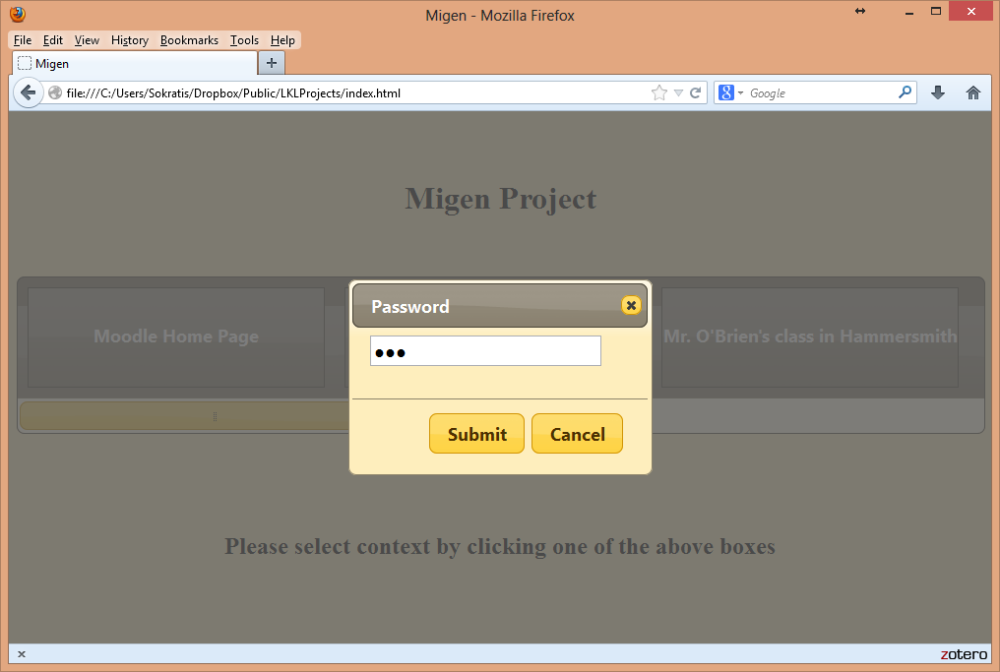 Migen - Mozilla Firefox
File Edit View History Bookmarks Tools Help
Migen
file:///C:/Users/Sokratis/Dropbox/Public/LKLProjects/index.html
8 Google
Migen Project
Password
Moodle Home Page
Mr. O'Brien's class in Hammersmith
•••
Submit Cancel
Please select context by clicking one of the above boxes
x zotero